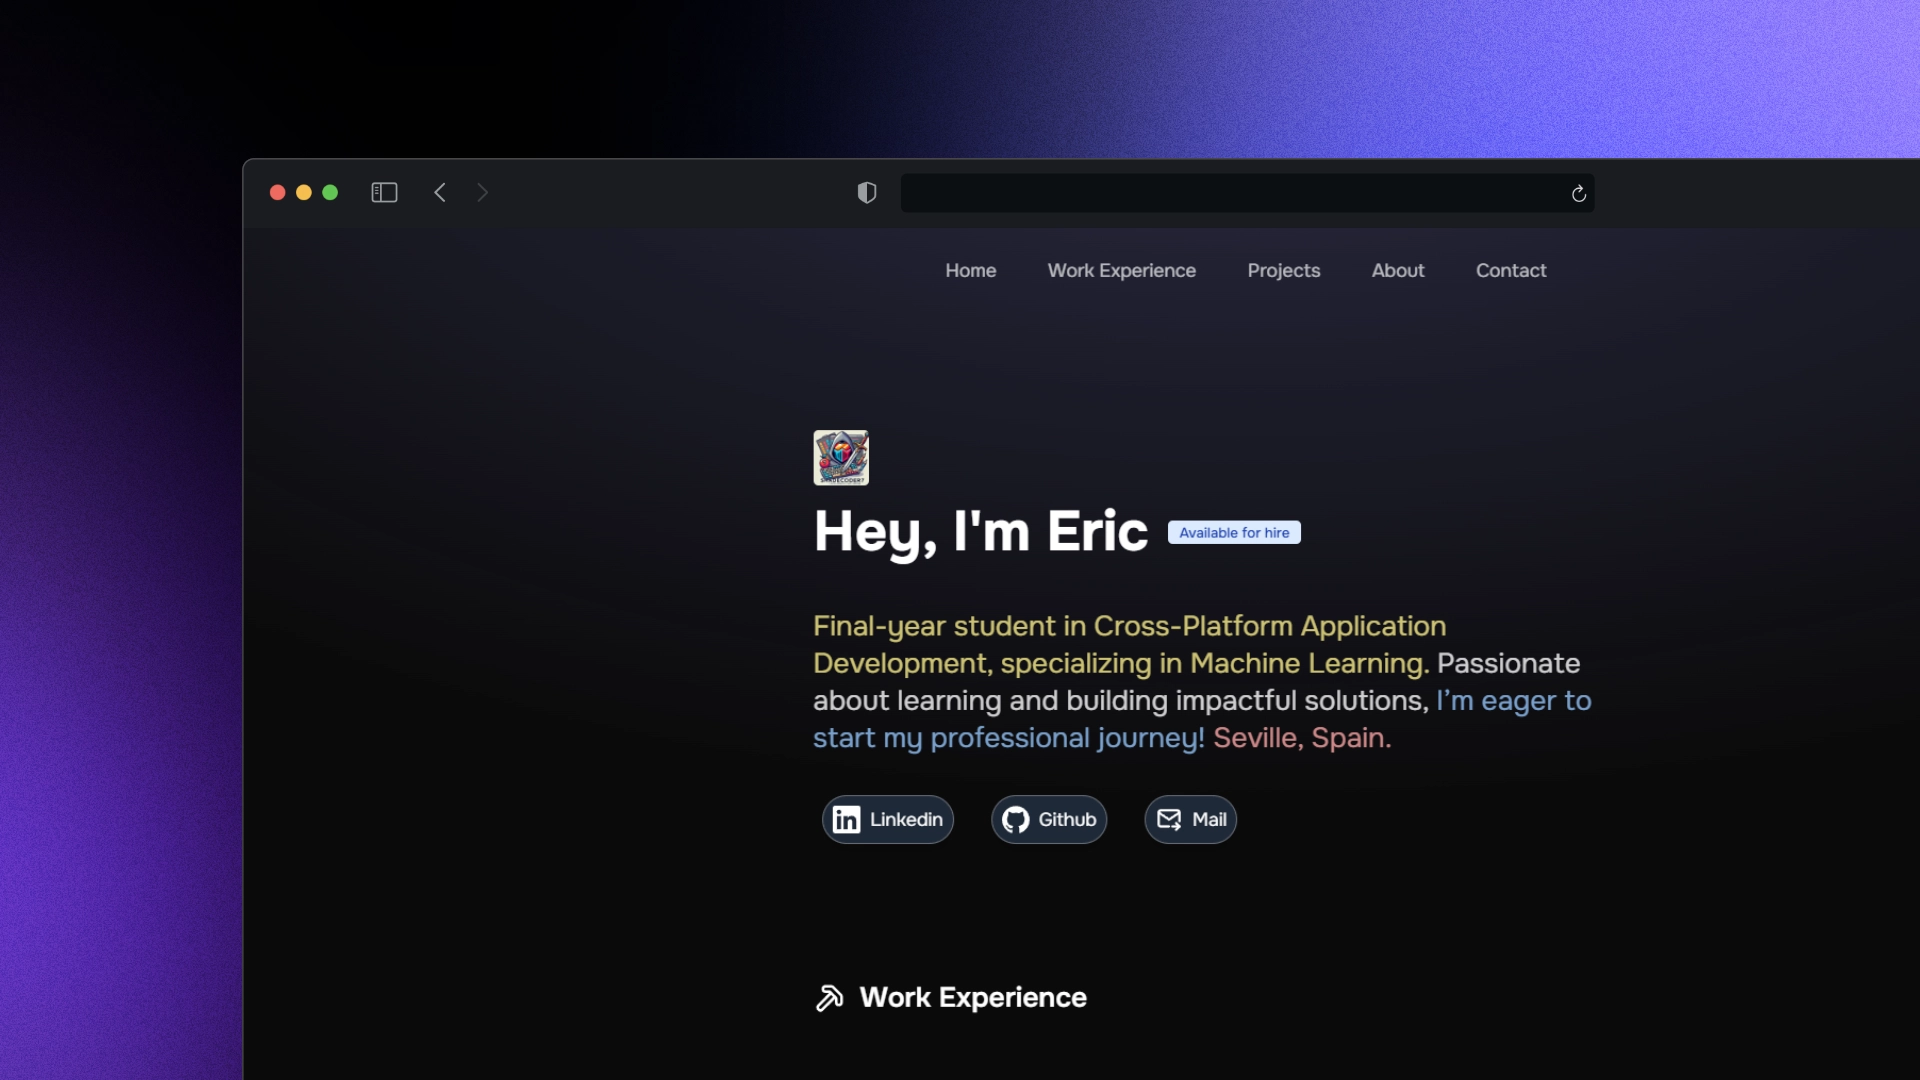 Home Work Experience Projects About Contact
Hey, I'm Eric Available for hire
Final-year student in Cross-Platform Application
Development, specializing in Machine Learning. Passionate
about learning and building impactful solutions, I’m eager to
start my professional journey! Seville, Spain.
Linkedin Github Mail
Work Experience